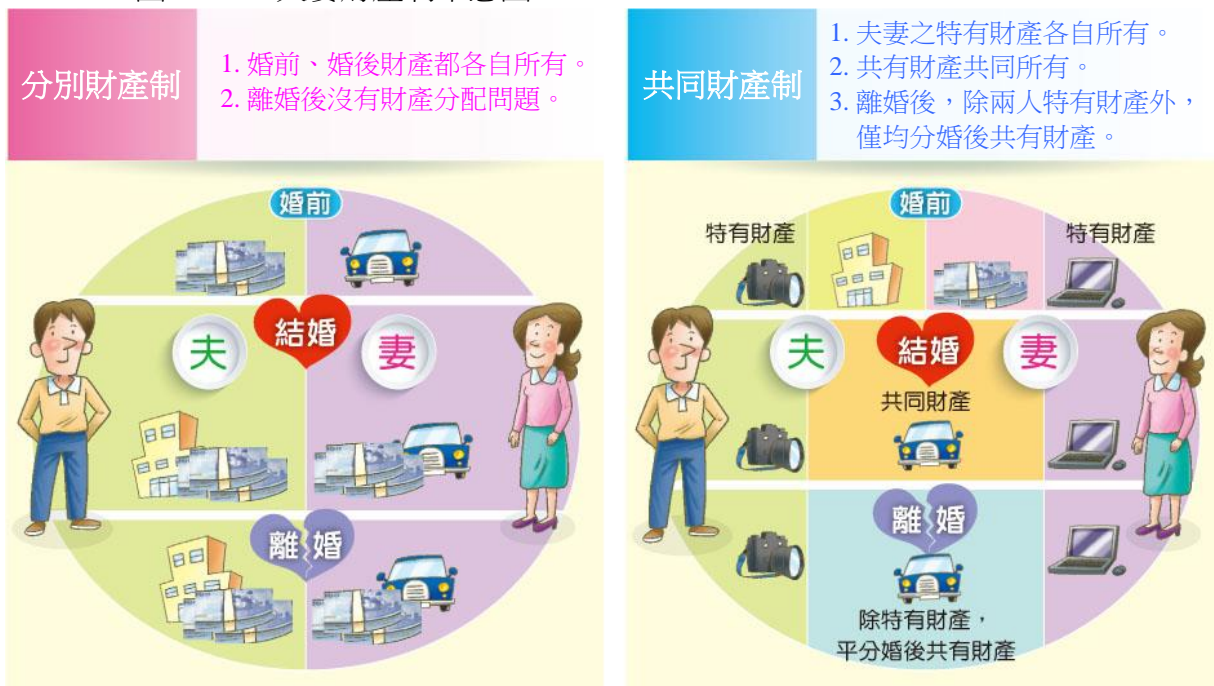 分別財產制
1. 婚前、婚後財產都各自所有。
2. 離婚後沒有財產分配問題。
婚前
夫
結婚
妻
離婚
共同財產制
1. 夫妻之特有財產各自所有。
2. 共有財產共同所有。
3. 離婚後，除兩人特有財產外，
僅均分婚後共有財產。
婚前
特有財產
特有財產
夫
結婚
妻
共同財產
離婚
除特有財產，
平分婚後共有財產